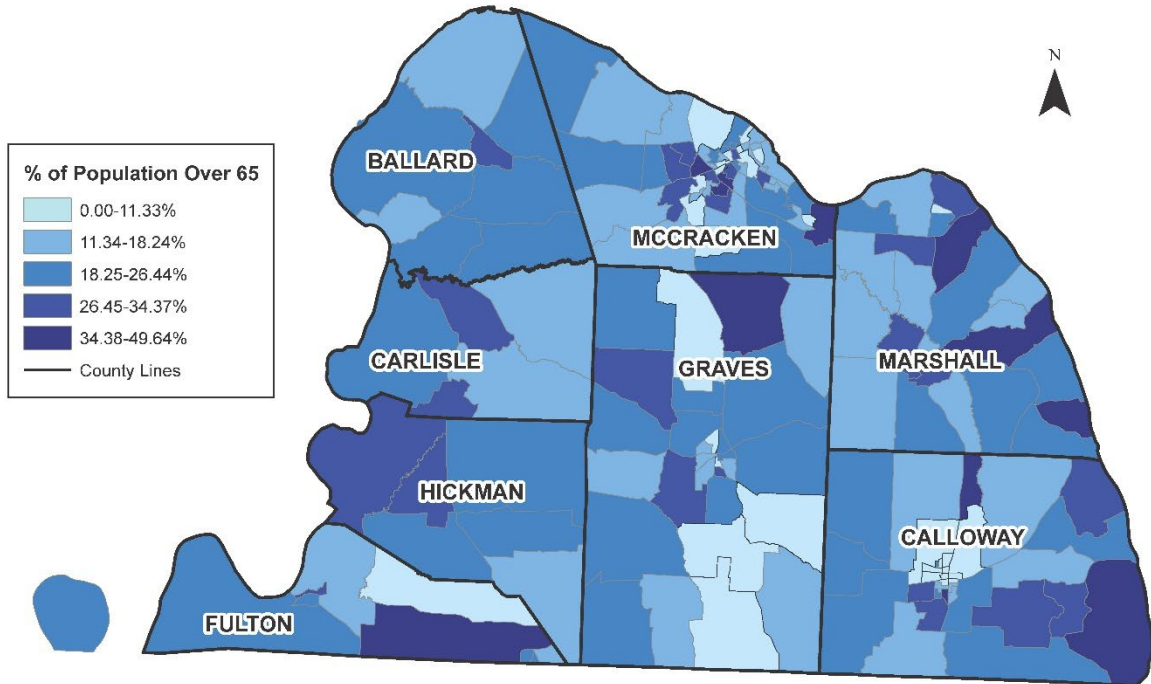 N
% of Population Over 65
0.00-11.33%
11.34-18.24%
18.25-26.44%
26.45-34.37%
34.38-49.64%
County Lines
BALLARD
MCCRACKEN
CARLISLE
GRAVES
MARSHALL
HICKMAN
CALLOWAY
FULTON